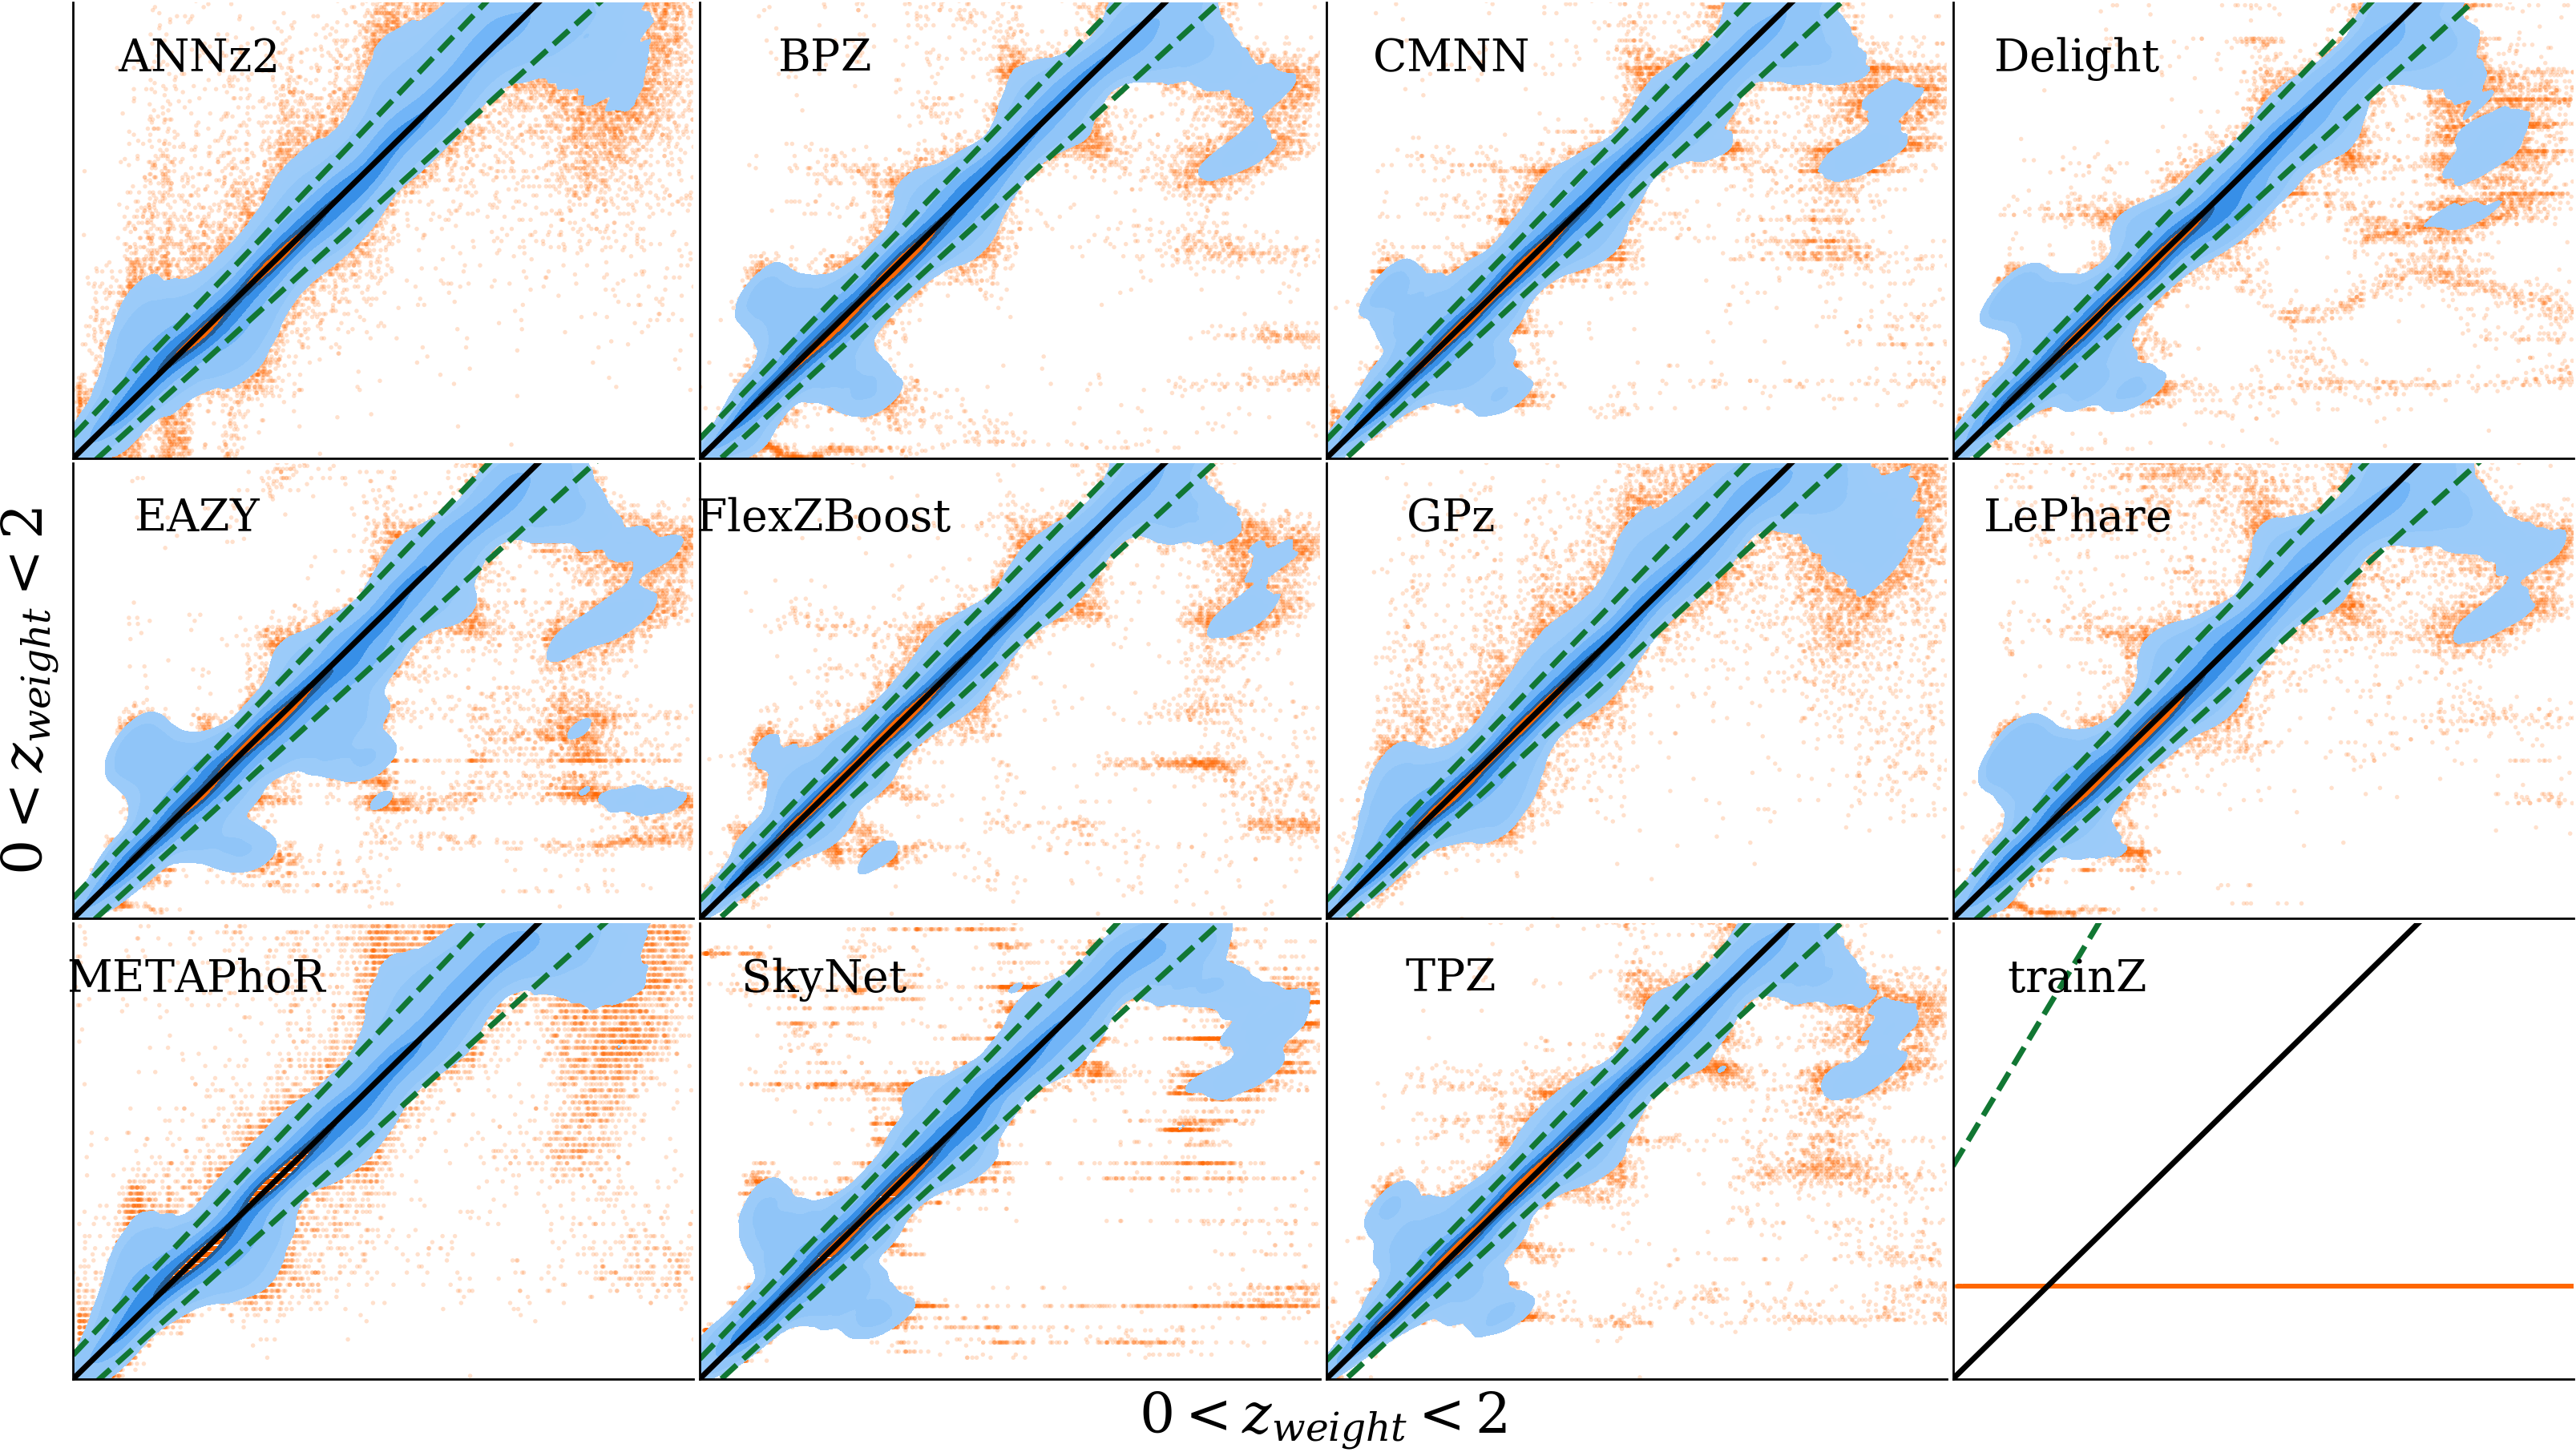 ANNz2
BPZ
CMNN
Delight
EAZY
FlexZBoost
GPz
LePhare
METAPhoR
SkyNet
TPZ
trainZ
0 < z_weight < 2
0 < z_weight < 2